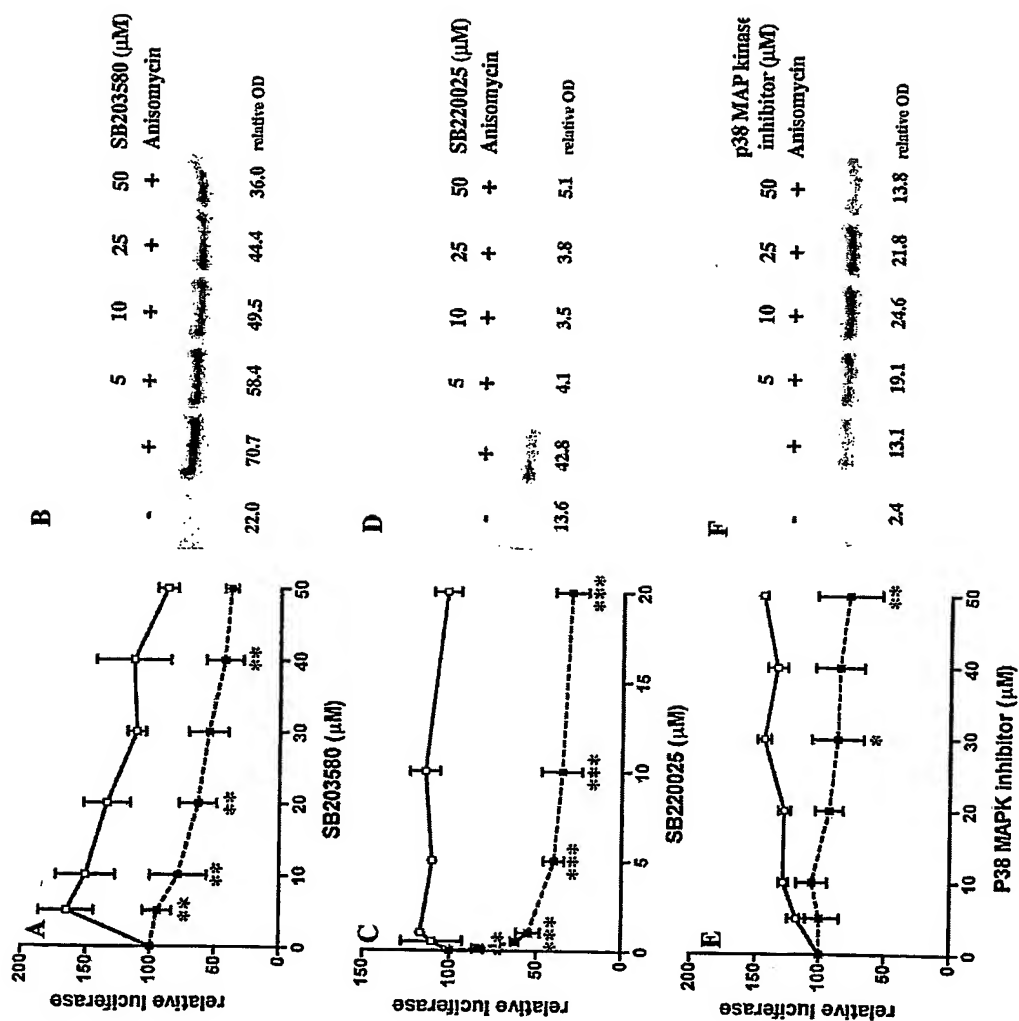 A
200
150
100
50
0
relative luciferase
0 10 20 30 40 50
** ** ** **
SB203580 (μM)
B
SB203580 (μM) 5 10 25 50
Anisomycin - + + + + +
relative OD 22.0 70.7 58.4 49.5 44.4 36.0
C
200
150
100
50
0
relative luciferase
0 5 10 15 20
*** *** *** ***
SB220025 (μM)
D
SB220025 (μM) 5 10 25 50
Anisomycin - + + + + +
relative OD 13.6 42.8 4.1 3.5 3.8 5.1
E
150
100
50
0
relative luciferase
0 10 20 30 40 50
* **
P38 MAPK inhibitor (μM)
F
p38 MAP kinase
inhibitor (μM) 5 10 25 50
Anisomycin - + + + + +
relative OD 2.4 13.1 19.1 24.6 21.8 13.8